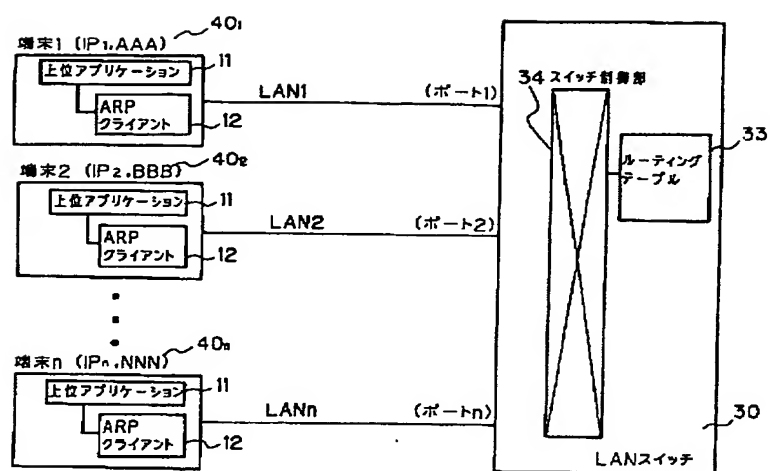 40₁
端末1 (IP₁.AAA)
11
上位アプリケーション
ARP
クライアント
12
LAN1
(ポート1)
40₂
端末2 (IP₂.BBB)
11
上位アプリケーション
ARP
クライアント
12
LAN2
(ポート2)
40ₙ
端末n (IPₙ.NNN)
11
上位アプリケーション
ARP
クライアント
12
LANn
(ポートn)
34
スイッチ制御部
33
ルーティング
テーブル
30
LANスイッチ